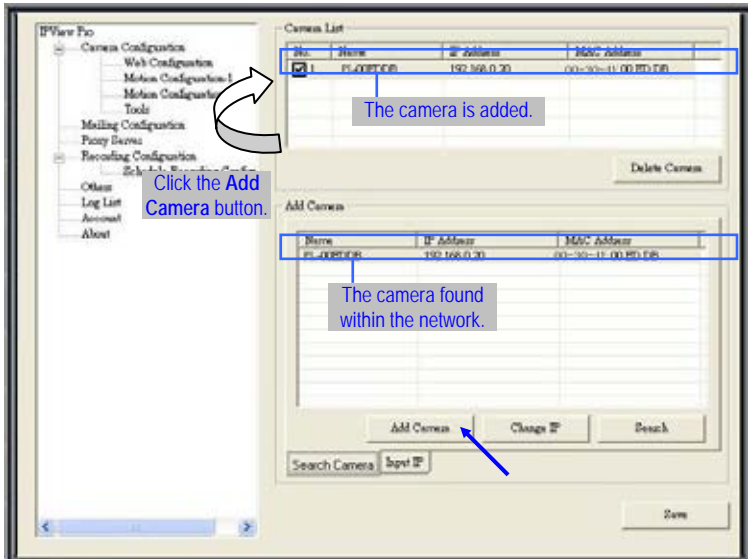 IPView Pro
Camera Configuration
Web Configuration
Motion Configuration-1
Motion Configuration
Tools
Mailing Configuration
Proxy Server
Recording Configuration
Schedule Recording Config
Others
Log List
Account
About
Click the Add
Camera button.
Camera List
No. Name IP Address MAC Address
1 192.168.0.20
The camera is added.
Delete Camera
Add Camera
Name IP Address MAC Address
192.168.0.20
The camera found
within the network.
Add Camera Change IP Search
Search Camera Input IP
Save